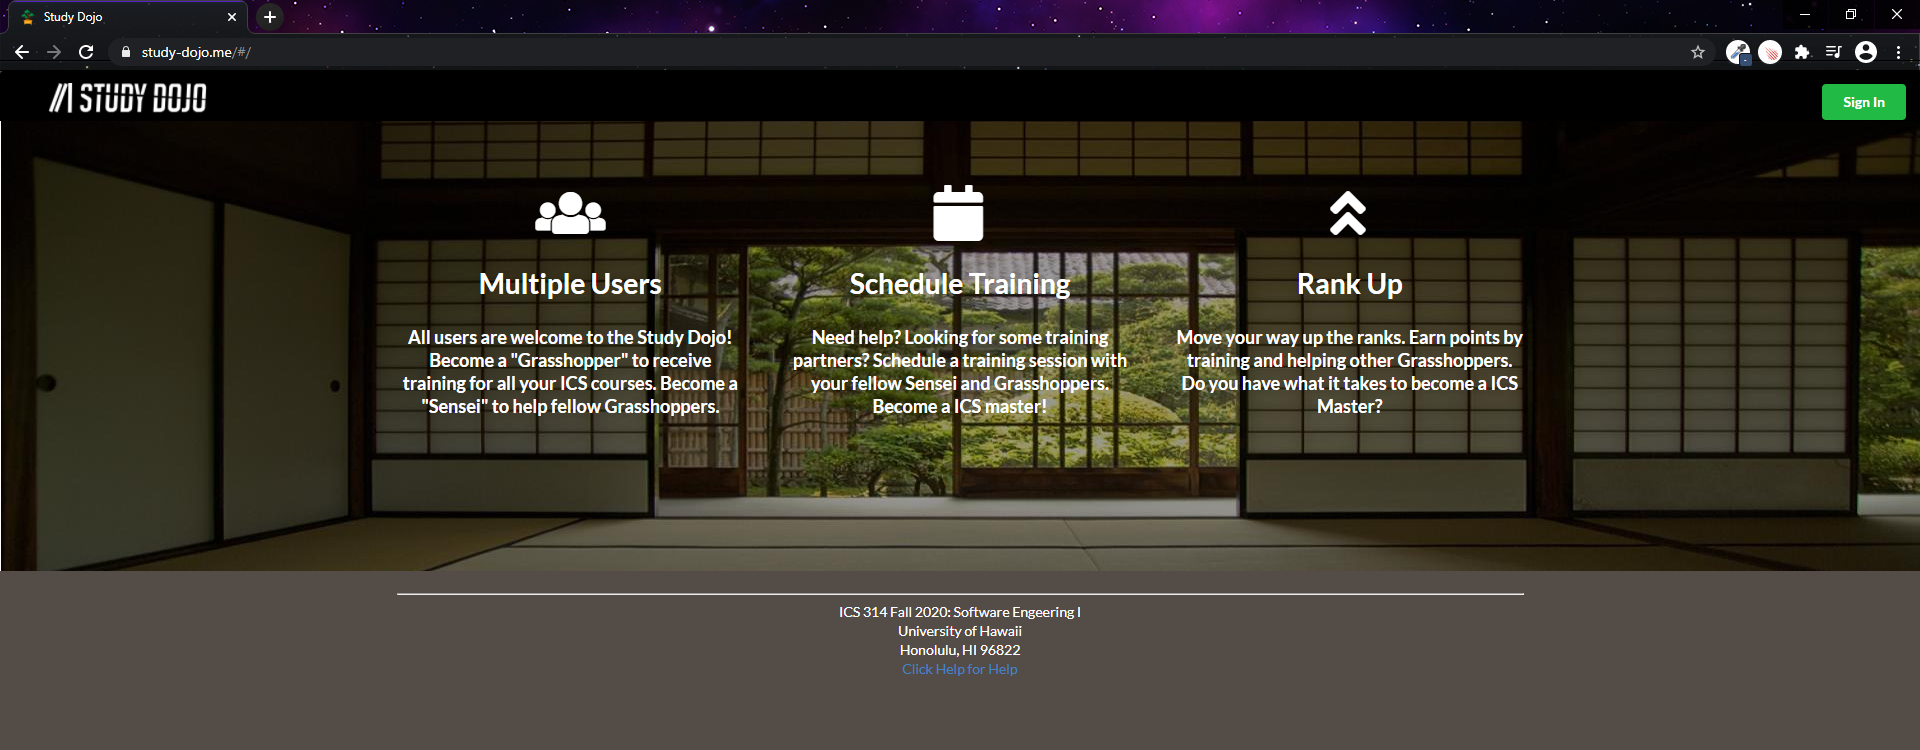 Study Dojo
study-dojo.me/#/
STUDY DOJO
Sign In
Multiple Users
All users are welcome to the Study Dojo!
Become a "Grasshopper" to receive
training for all your ICS courses. Become a
"Sensei" to help fellow Grasshoppers.
Schedule Training
Need help? Looking for some training
partners? Schedule a training session with
your fellow Sensei and Grasshoppers.
Become a ICS master!
Rank Up
Move your way up the ranks. Earn points by
training and helping other Grasshoppers.
Do you have what it takes to become a ICS
Master?
ICS 314 Fall 2020: Software Engeering I
University of Hawaii
Honolulu, HI 96822
Click Help for Help